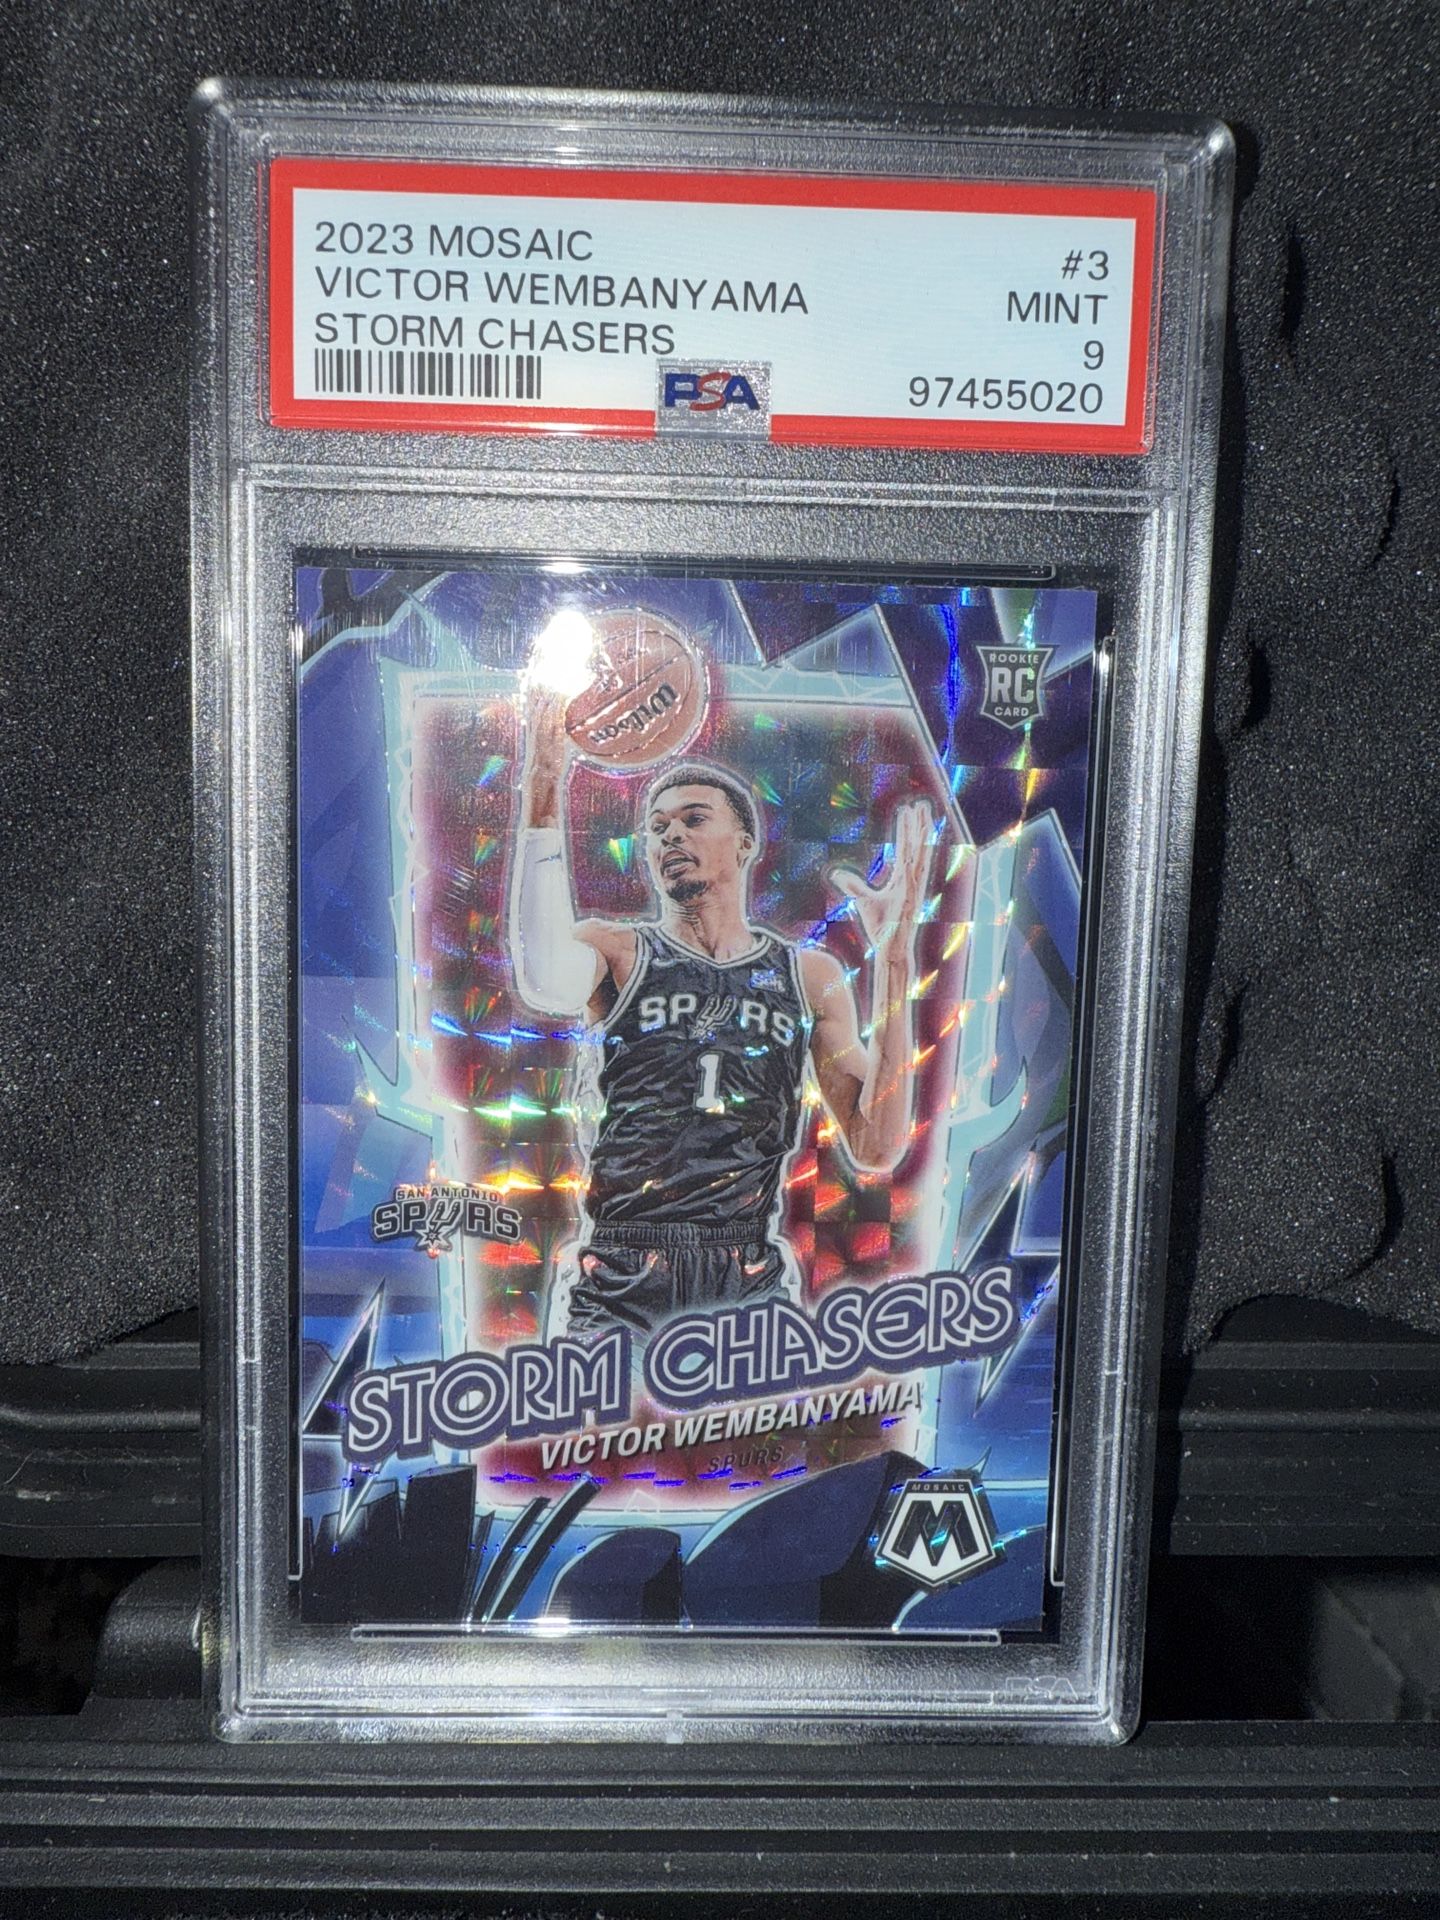 2023 MOSAIC
VICTOR WEMBANYAMA
STORM CHASERS
#3
MINT
9
97455020
PSA
ROOKIE
RC
CARD
Wilson
SPURS
1
SAN ANTONIO
SPURS
STORM CHASERS
VICTOR WEMBANYAMA
SPURS
MOSAIC
M
PSA